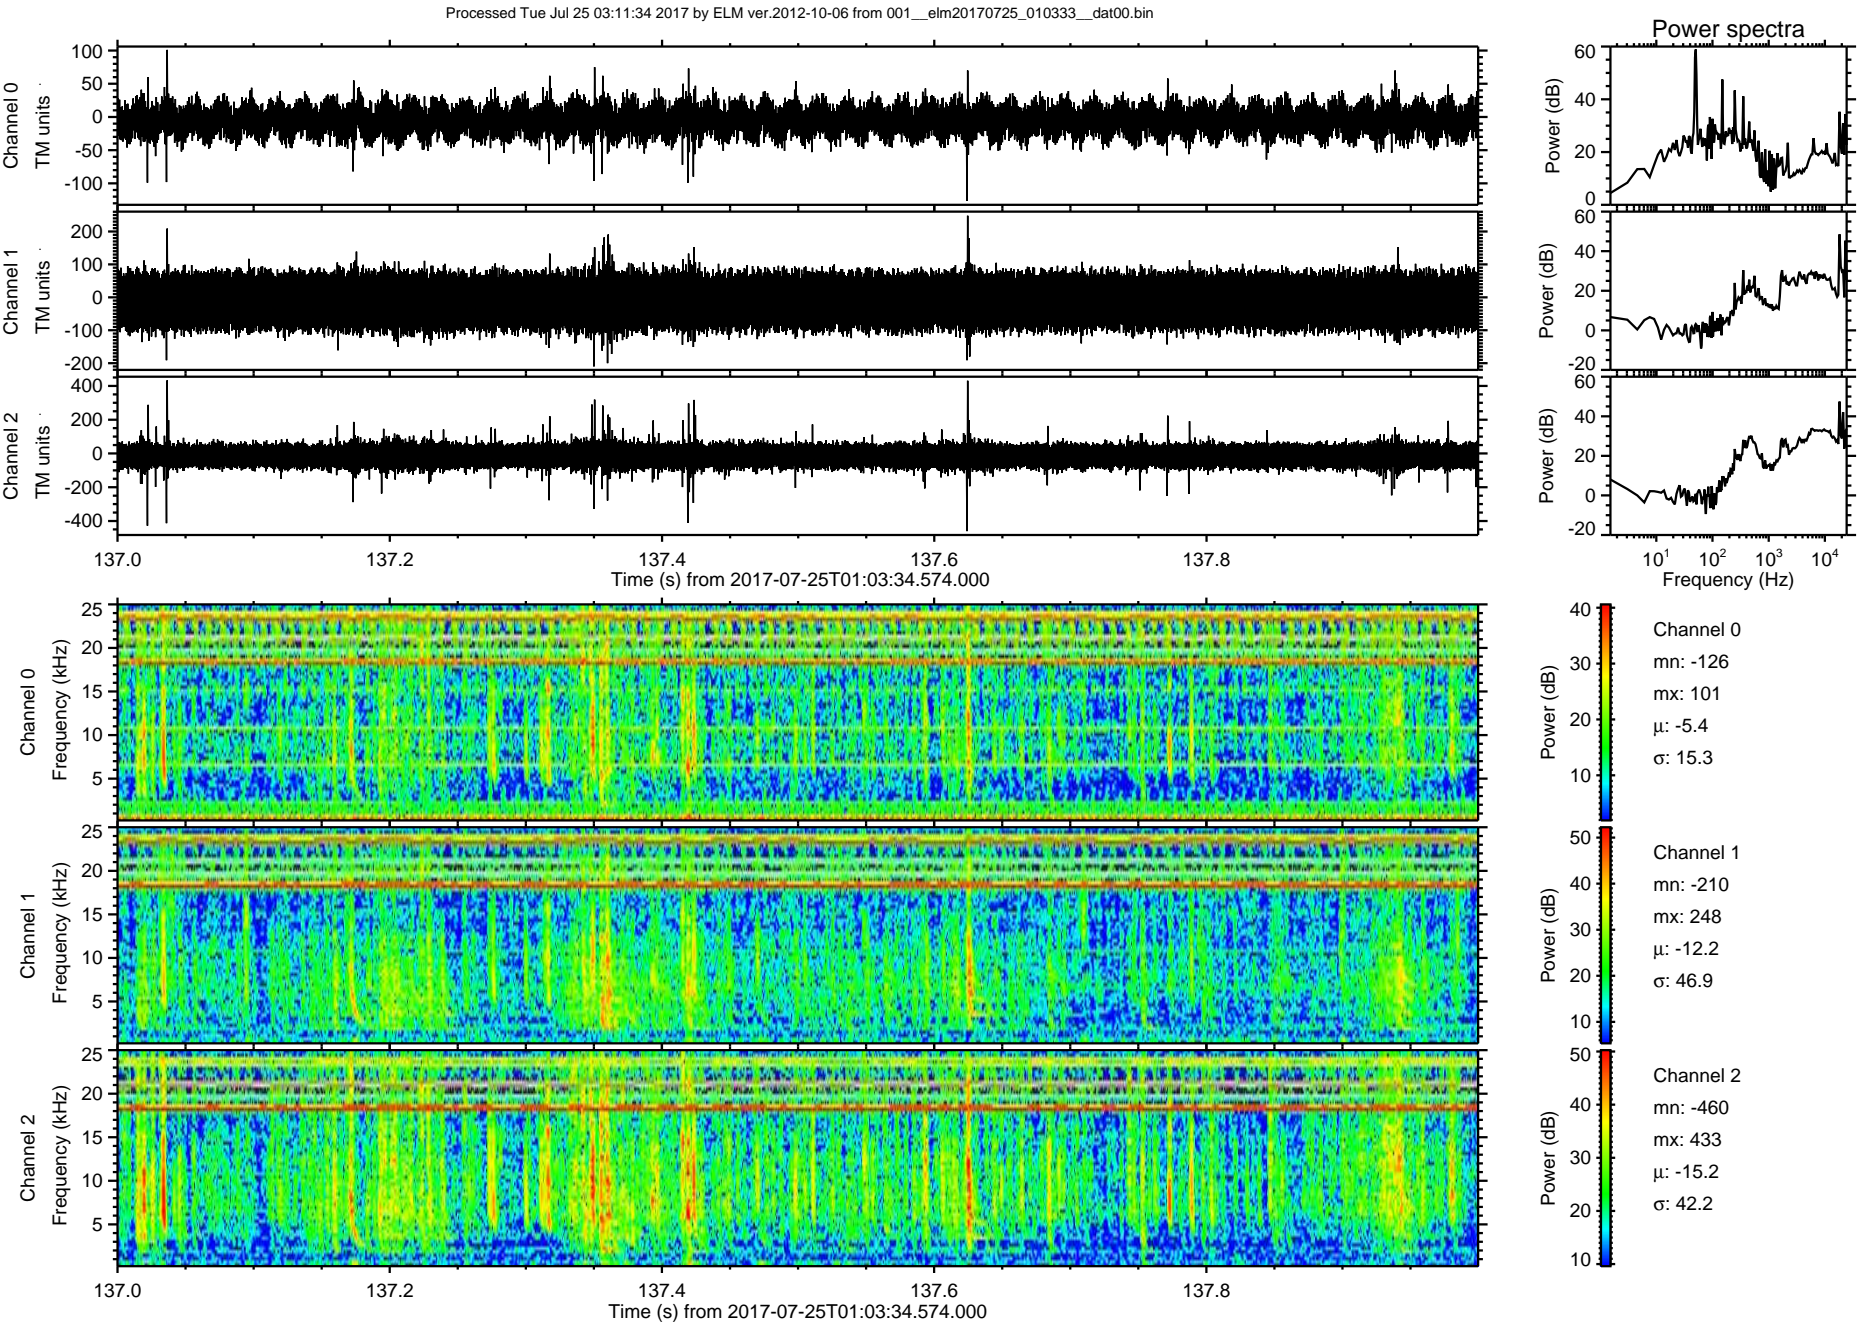 Processed Tue Jul 25 03:11:34 2017 by ELM ver.2012-10-06 from 001__elm20170725_010333__dat00.bin
Power spectra
Channel 0
TM units
100
50
0
-50
-100
Power (dB)
60
40
20
0
Channel 1
TM units
200
100
0
-100
-200
Power (dB)
60
40
20
0
-20
Channel 2
TM units
400
200
0
-200
-400
Power (dB)
60
40
20
0
-20
137.0 137.2 137.4 137.6 137.8
Time (s) from 2017-07-25T01:03:34.574.000
10^1 10^2 10^3 10^4
Frequency (Hz)
Channel 0
Frequency (kHz)
25
20
15
10
5
Power (dB)
40
30
20
10
Channel 0
mn: -126
mx: 101
μ: -5.4
σ: 15.3
Channel 1
Frequency (kHz)
25
20
15
10
5
Power (dB)
50
40
30
20
10
Channel 1
mn: -210
mx: 248
μ: -12.2
σ: 46.9
Channel 2
Frequency (kHz)
25
20
15
10
5
Power (dB)
50
40
30
20
10
Channel 2
mn: -460
mx: 433
μ: -15.2
σ: 42.2
137.0 137.2 137.4 137.6 137.8
Time (s) from 2017-07-25T01:03:34.574.000